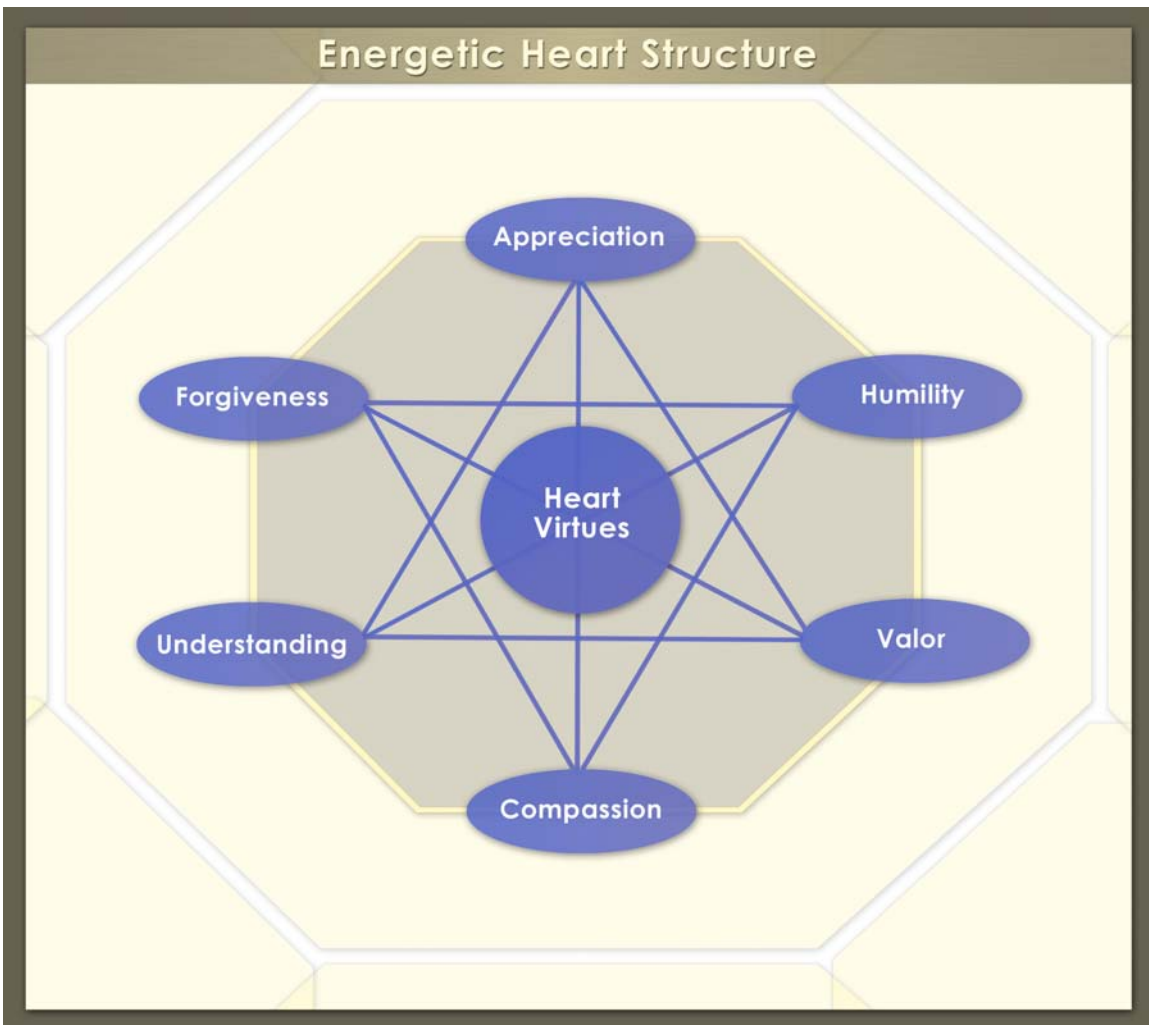 Energetic Heart Structure
Appreciation
Forgiveness
Humility
Heart
Virtues
Understanding
Valor
Compassion